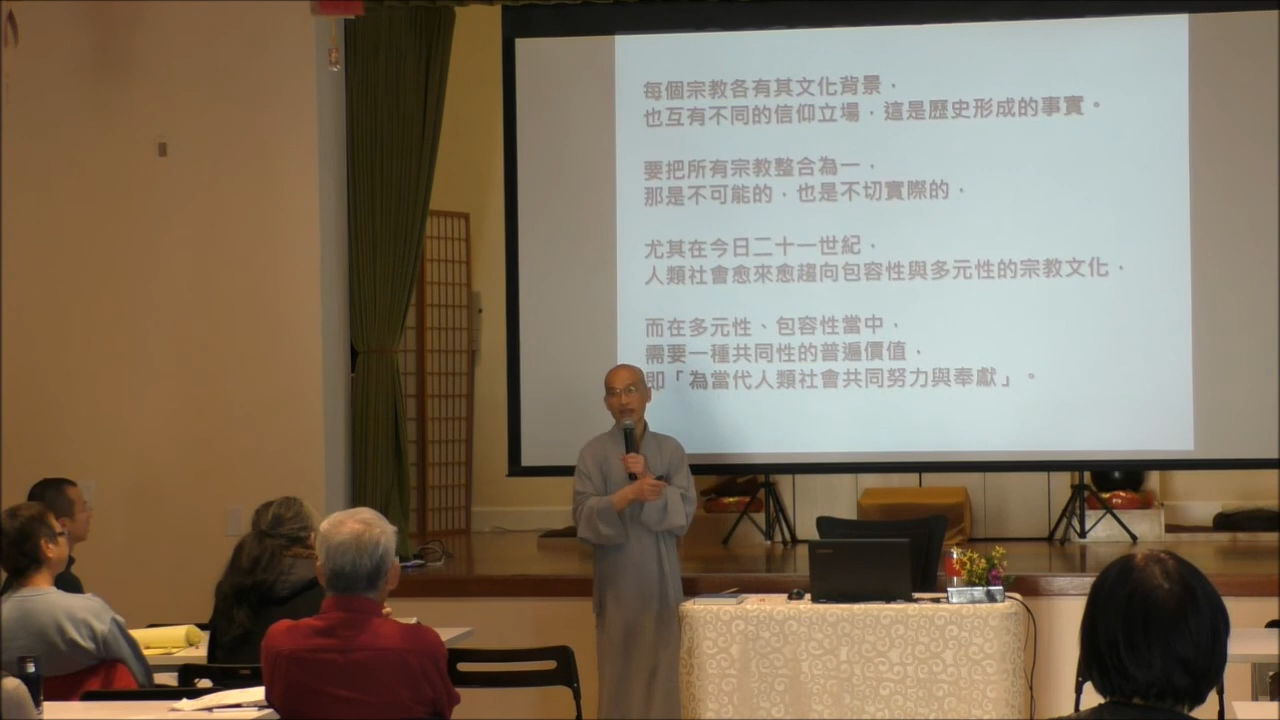 每個宗教各有其文化背景，
也互有不同的信仰立場，這是歷史形成的事實。
要把所有宗教整合為一，
那是不可能的，也是不切實際的，
尤其在今日二十一世紀，
人類社會愈來愈趨向包容性與多元性的宗教文化，
而在多元性、包容性當中，
需要一種共同性的普遍價值，
即「為當代人類社會共同努力與奉獻」。